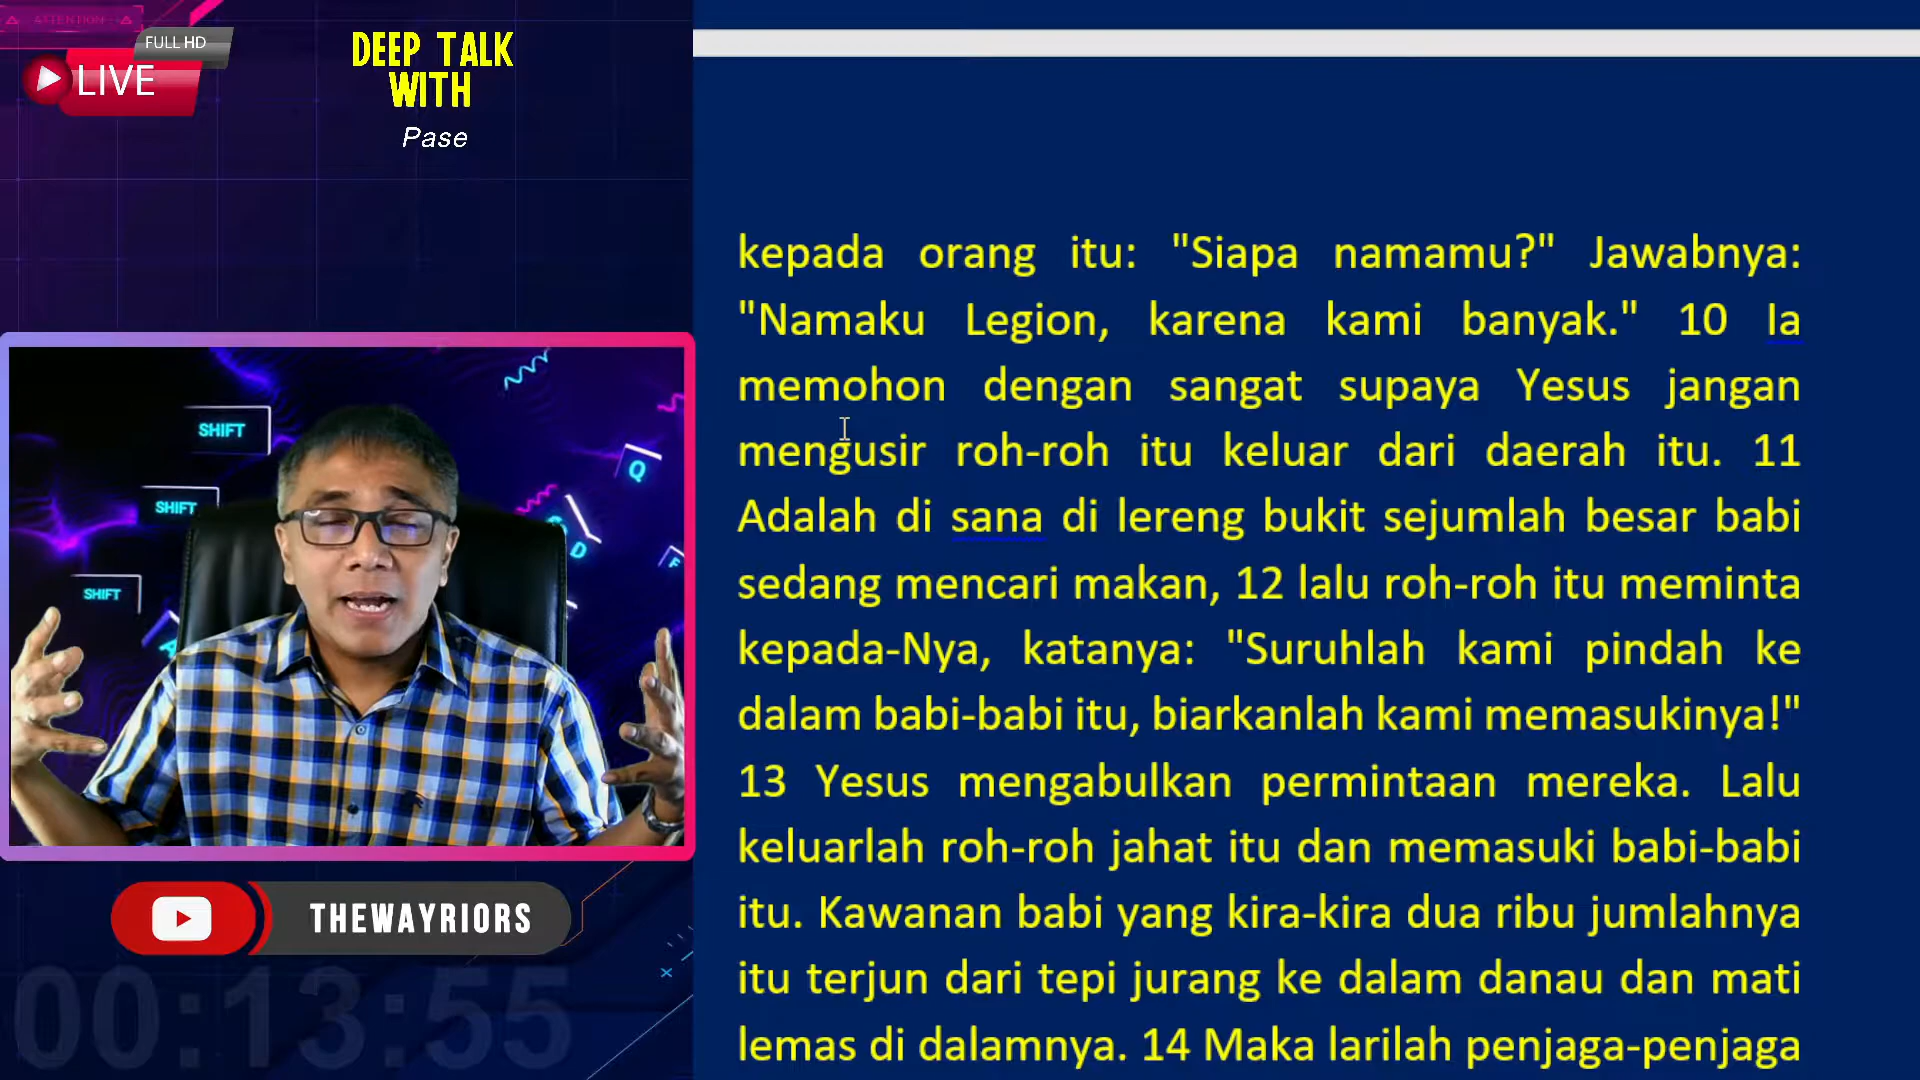 ATTENTION
FULL HD
LIVE
DEEP TALK
WITH
Pase
SHIFT
SHIFT
SHIFT
Q
D
F
A
THEWAYRIORS
00:13:55
kepada orang itu: "Siapa namamu?" Jawabnya:
"Namaku Legion, karena kami banyak." 10 Ia
memohon dengan sangat supaya Yesus jangan
mengusir roh-roh itu keluar dari daerah itu. 11
Adalah di sana di lereng bukit sejumlah besar babi
sedang mencari makan, 12 lalu roh-roh itu meminta
kepada-Nya, katanya: "Suruhlah kami pindah ke
dalam babi-babi itu, biarkanlah kami memasukinya!"
13 Yesus mengabulkan permintaan mereka. Lalu
keluarlah roh-roh jahat itu dan memasuki babi-babi
itu. Kawanan babi yang kira-kira dua ribu jumlahnya
itu terjun dari tepi jurang ke dalam danau dan mati
lemas di dalamnya. 14 Maka larilah penjaga-penjaga